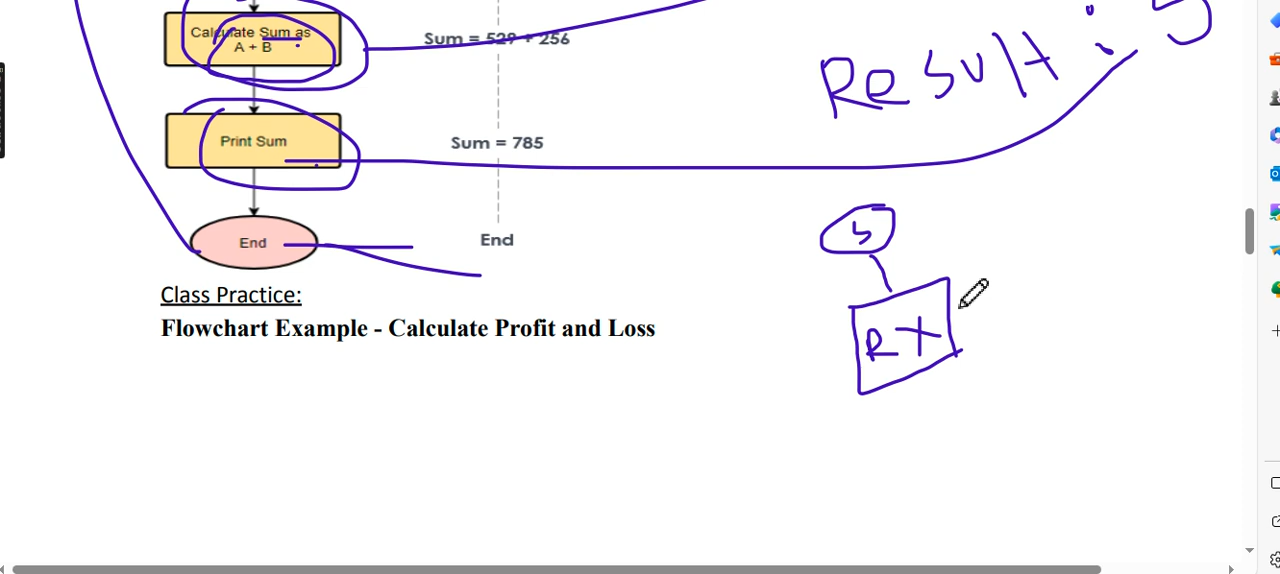 Calculate Sum as
A + B
Sum = 529 + 256
Result : 5
Print Sum
Sum = 785
S
End
End
Class Practice:
R X
Flowchart Example - Calculate Profit and Loss